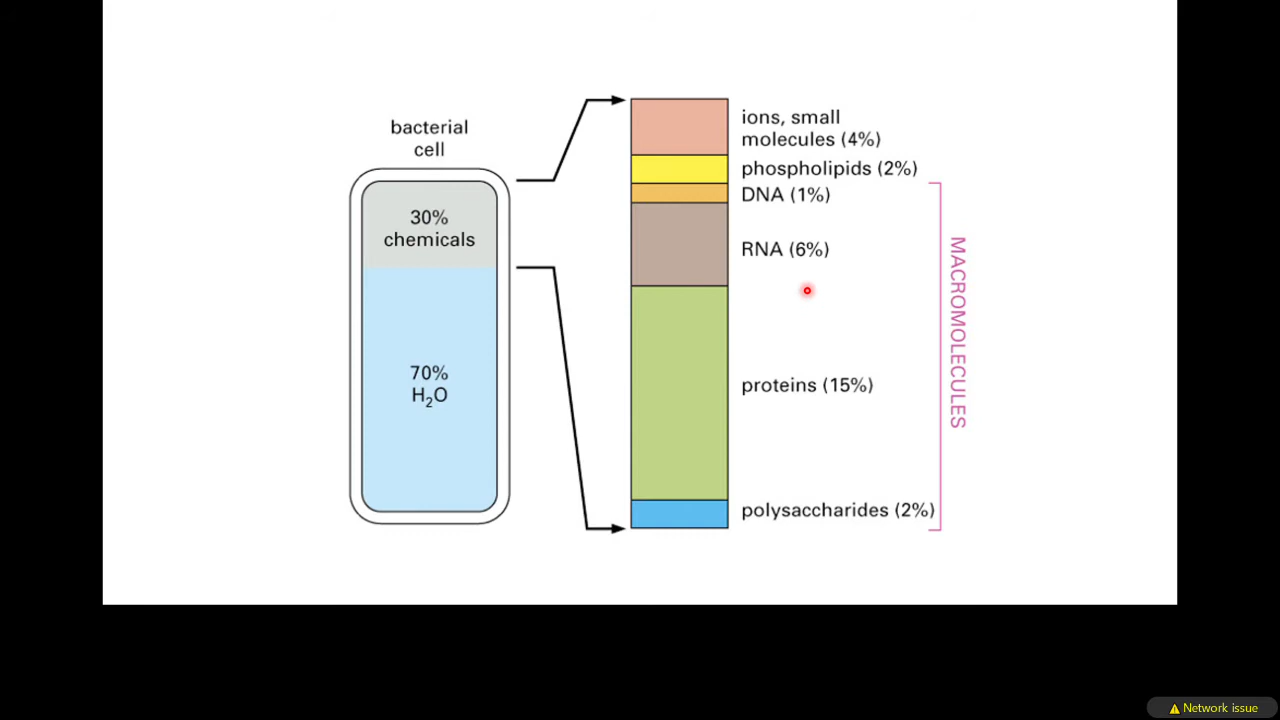 bacterial
cell
30%
chemicals
70%
H₂O
ions, small
molecules (4%)
phospholipids (2%)
DNA (1%)
RNA (6%)
proteins (15%)
polysaccharides (2%)
MACROMOLECULES
Network issue